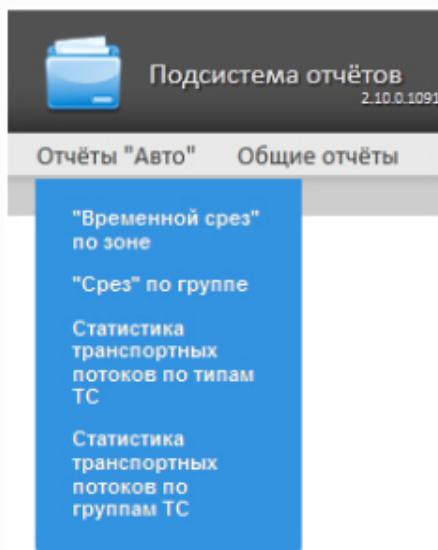 Подсистема отчётов
2.10.0.1091
Отчёты "Авто" Общие отчёты
"Временной срез"
по зоне
"Срез" по группе
Статистика
транспортных
потоков по типам
ТС
Статистика
транспортных
потоков по
группам ТС